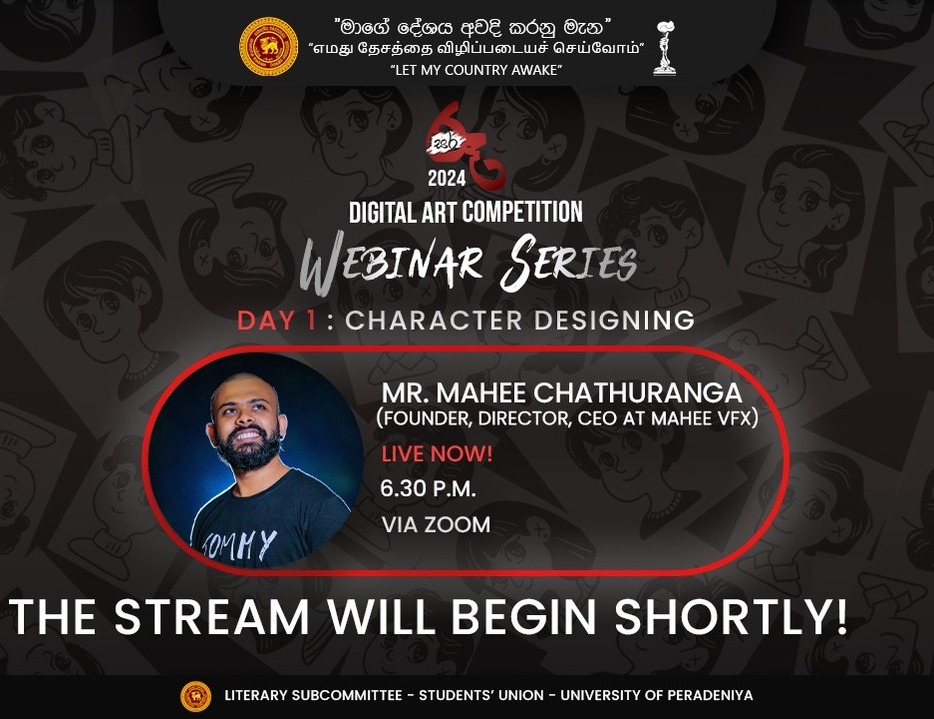 "මාගේ දේශය අවදි කරනු මැන"
"எமது தேசத்தை விழிப்படையச் செய்வோம்"
"LET MY COUNTRY AWAKE"
සරු
2024
DIGITAL ART COMPETITION
WEBINAR SERIES
DAY 1 : CHARACTER DESIGNING
MR. MAHEE CHATHURANGA
(FOUNDER, DIRECTOR, CEO AT MAHEE VFX)
LIVE NOW!
6.30 P.M.
VIA ZOOM
TOMMY
THE STREAM WILL BEGIN SHORTLY!
LITERARY SUBCOMMITTEE - STUDENTS' UNION - UNIVERSITY OF PERADENIYA